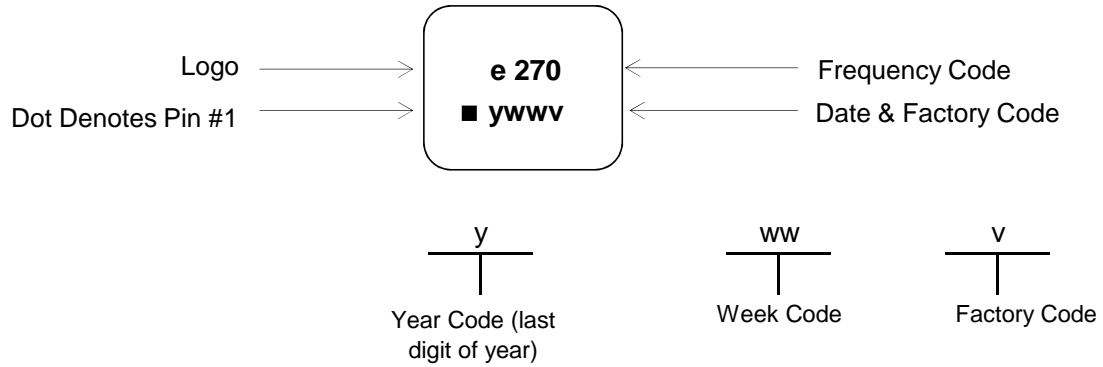 Logo
e 270
Frequency Code
Dot Denotes Pin #1
■ ywwv
Date & Factory Code
y
ww
v
Year Code (last
digit of year)
Week Code
Factory Code